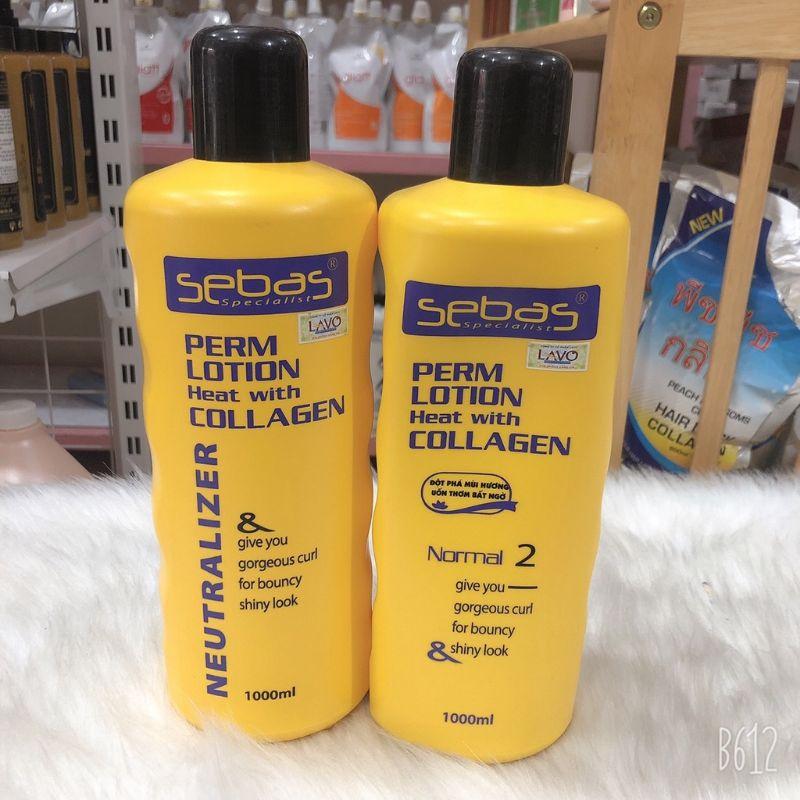 sebas®
Specialist
LAVO
PERM
LOTION
Heat with
COLLAGEN
NEUTRALIZER
&
give you
gorgeous curl
for bouncy
shiny look
1000ml
sebas®
Specialist
LAVO
PERM
LOTION
Heat with
COLLAGEN
ĐỘT PHÁ MÙI HƯƠNG
UỐN THƠM BẤT NGỜ
Normal 2
give you
gorgeous curl
for bouncy
& shiny look
1000ml
NEW
PEACH
HAIR
COLLA
B612